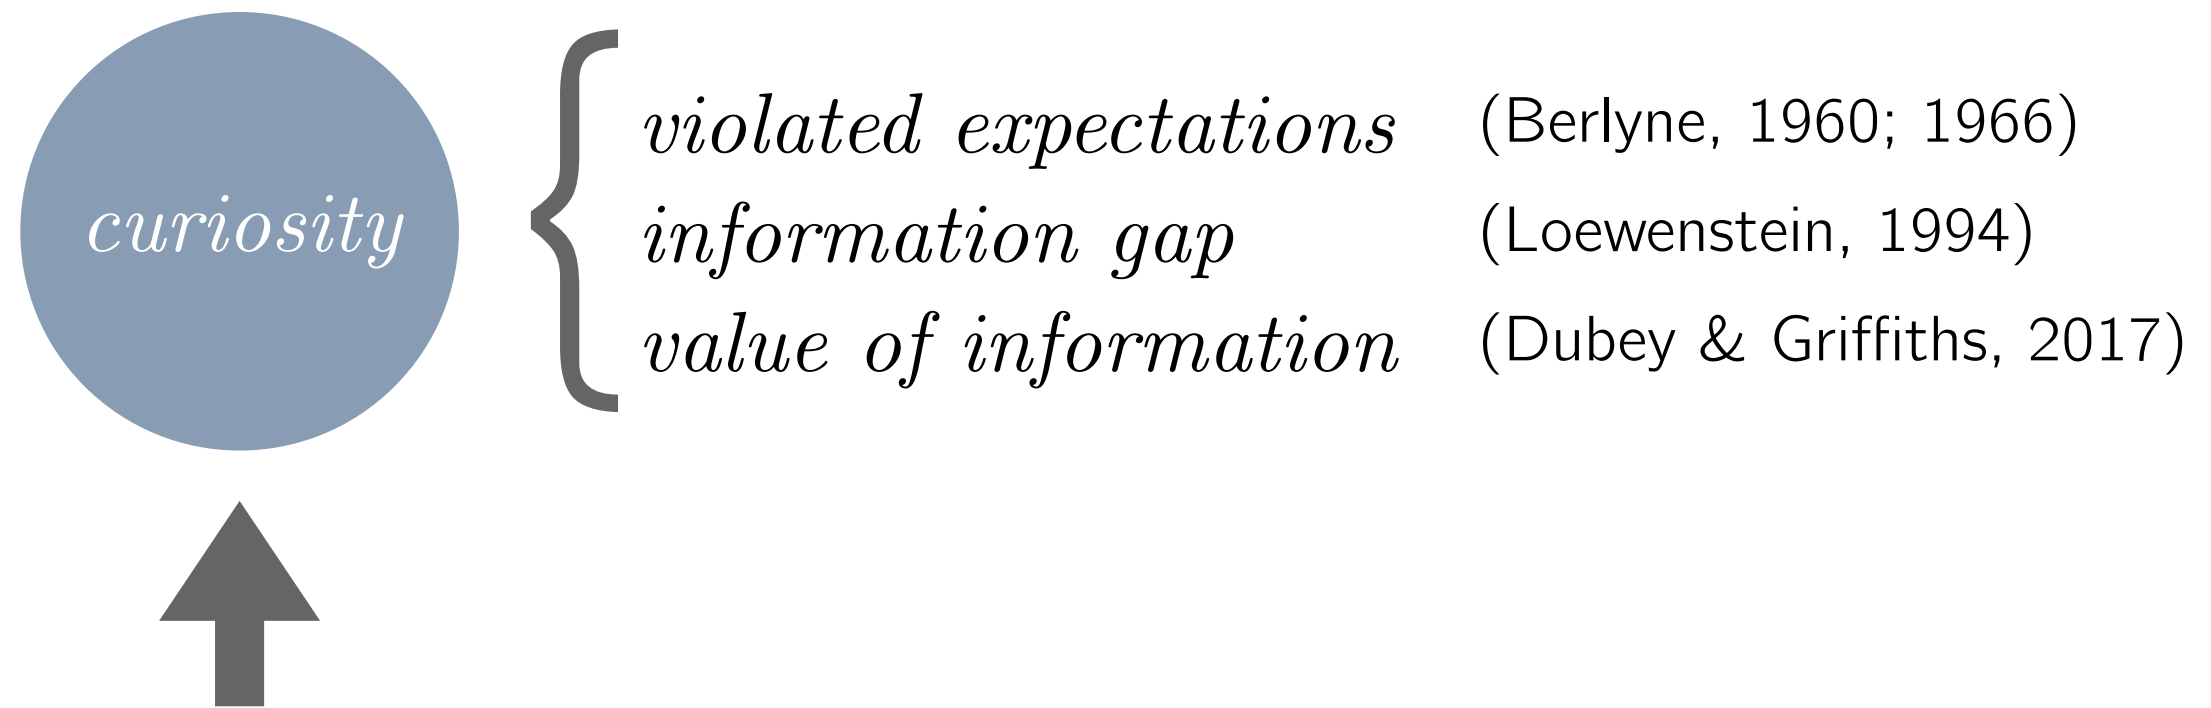 curiosity
violated expectations (Berlyne, 1960; 1966)
information gap (Loewenstein, 1994)
value of information (Dubey & Griffiths, 2017)